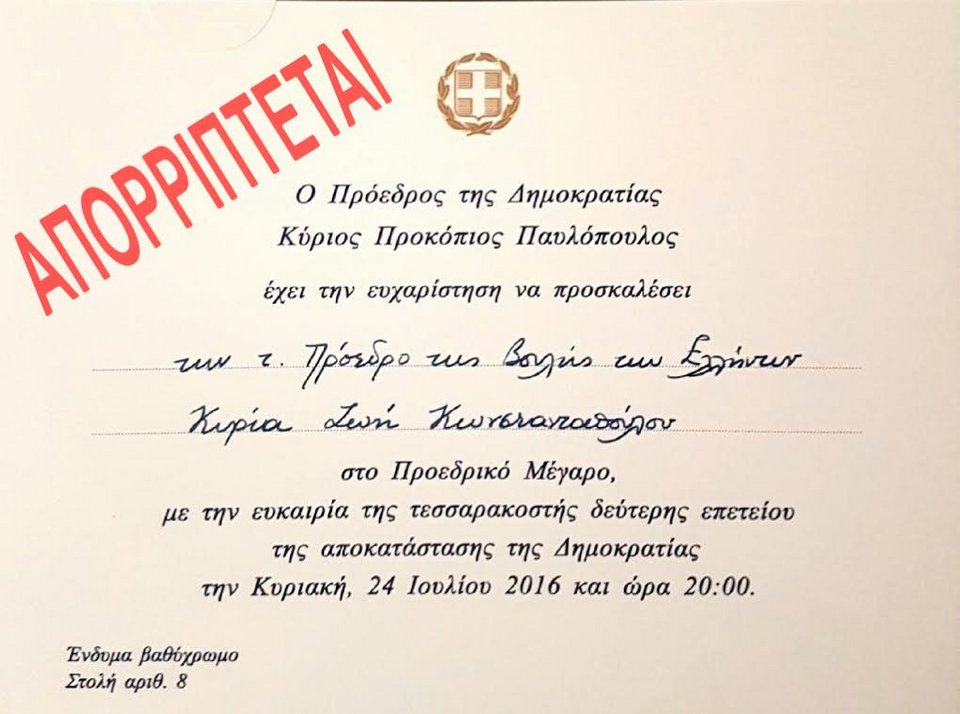 ΑΠΟΡΡΙΠΤΕΤΑΙ
Ο Πρόεδρος της Δημοκρατίας
Κύριος Προκόπιος Παυλόπουλος
έχει την ευχαρίστηση να προσκαλέσει
την τ. Πρόεδρο της Βουλής των Ελλήνων
Κυρία Ζωή Κωνσταντοπούλου
στο Προεδρικό Μέγαρο,
με την ευκαιρία της τεσσαρακοστής δεύτερης επετείου
της αποκατάστασης της Δημοκρατίας
την Κυριακή, 24 Ιουλίου 2016 και ώρα 20:00.
Ένδυμα βαθύχρωμο
Στολή αριθ. 8